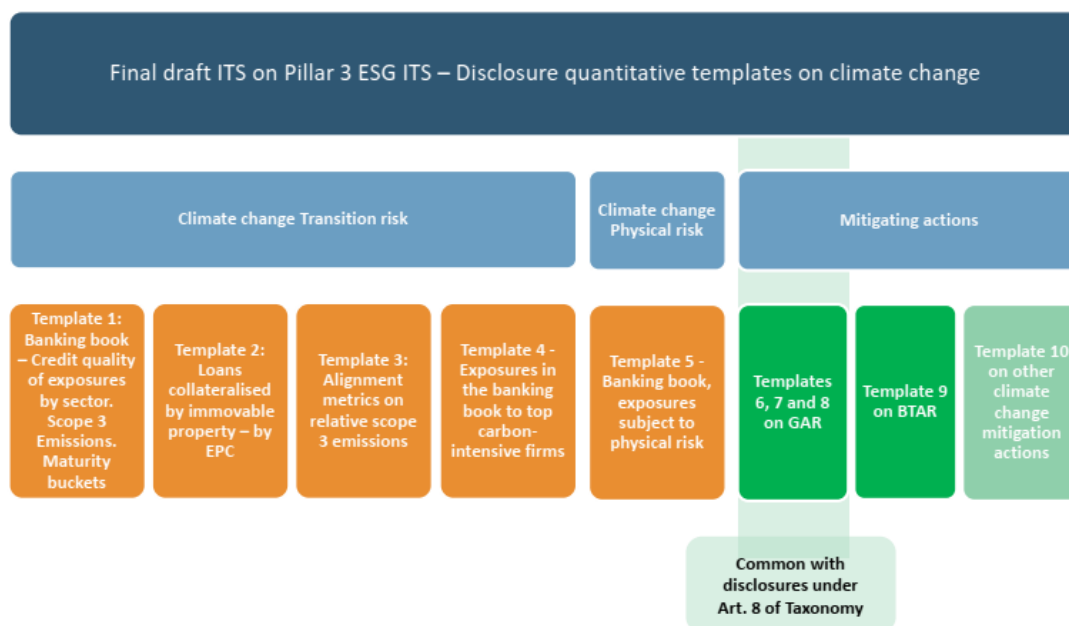 Final draft ITS on Pillar 3 ESG ITS – Disclosure quantitative templates on climate change
Climate change Transition risk
Climate change
Physical risk
Mitigating actions
Template 1:
Banking book
– Credit quality
of exposures
by sector.
Scope 3
Emissions.
Maturity
buckets
Template 2:
Loans
collateralised
by immovable
property – by
EPC
Template 3:
Alignment
metrics on
relative scope
3 emissions
Template 4 -
Exposures in
the banking
book to top
carbon-
intensive firms
Template 5 -
Banking book,
exposures
subject to
physical risk
Templates
6, 7 and 8
on GAR
Template 9
on BTAR
Template 10
on other
climate
change
mitigation
actions
Common with
disclosures under
Art. 8 of Taxonomy